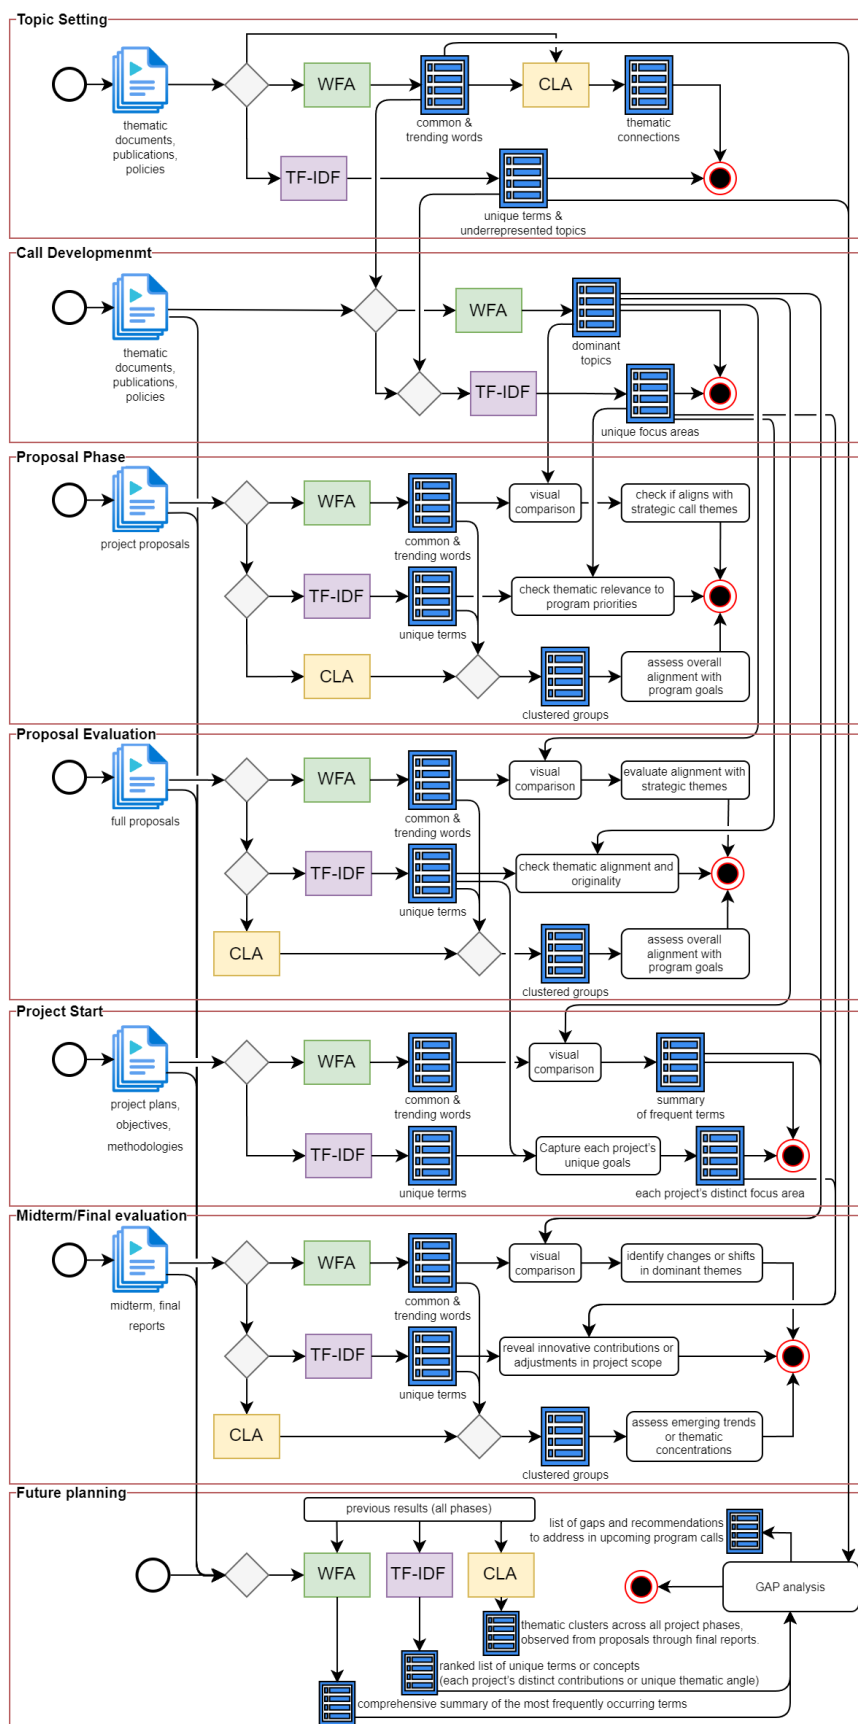 Topic Setting
WFA
CLA
thematic
documents,
publications,
policies
common &
trending words
thematic
connections
TF-IDF
unique terms &
underrepresented topics
Call Developmenmt
WFA
thematic
documents,
publications,
policies
dominant
topics
TF-IDF
unique focus areas
Proposal Phase
WFA
visual
comparison
check if aligns with
strategic call themes
project proposals
common &
trending words
TF-IDF
check thematic relevance to
program priorities
unique terms
CLA
assess overall
alignment with
program goals
clustered groups
Proposal Evaluation
WFA
visual
comparison
evaluate alignment with
strategic themes
full proposals
common &
trending words
TF-IDF
check thematic alignment and
originality
unique terms
CLA
assess overall
alignment with
program goals
clustered groups
Project Start
WFA
visual
comparison
project plans,
objectives,
methodologies
common &
trending words
summary
of frequent terms
TF-IDF
Capture each project's
unique goals
unique terms
each project's distinct focus area
Midterm/Final evaluation
WFA
visual
comparison
identify changes or shifts
in dominant themes
midterm, final
reports
common &
trending words
TF-IDF
reveal innovative contributions or
adjustments in project scope
unique terms
CLA
assess emerging trends
or thematic
concentrations
clustered groups
Future planning
previous results (all phases)
list of gaps and recommendations
to address in upcoming program calls
WFA
TF-IDF
CLA
GAP analysis
thematic clusters across all project phases,
observed from proposals through final reports.
ranked list of unique terms or concepts
(each project's distinct contributions or unique thematic angle)
comprehensive summary of the most frequently occurring terms